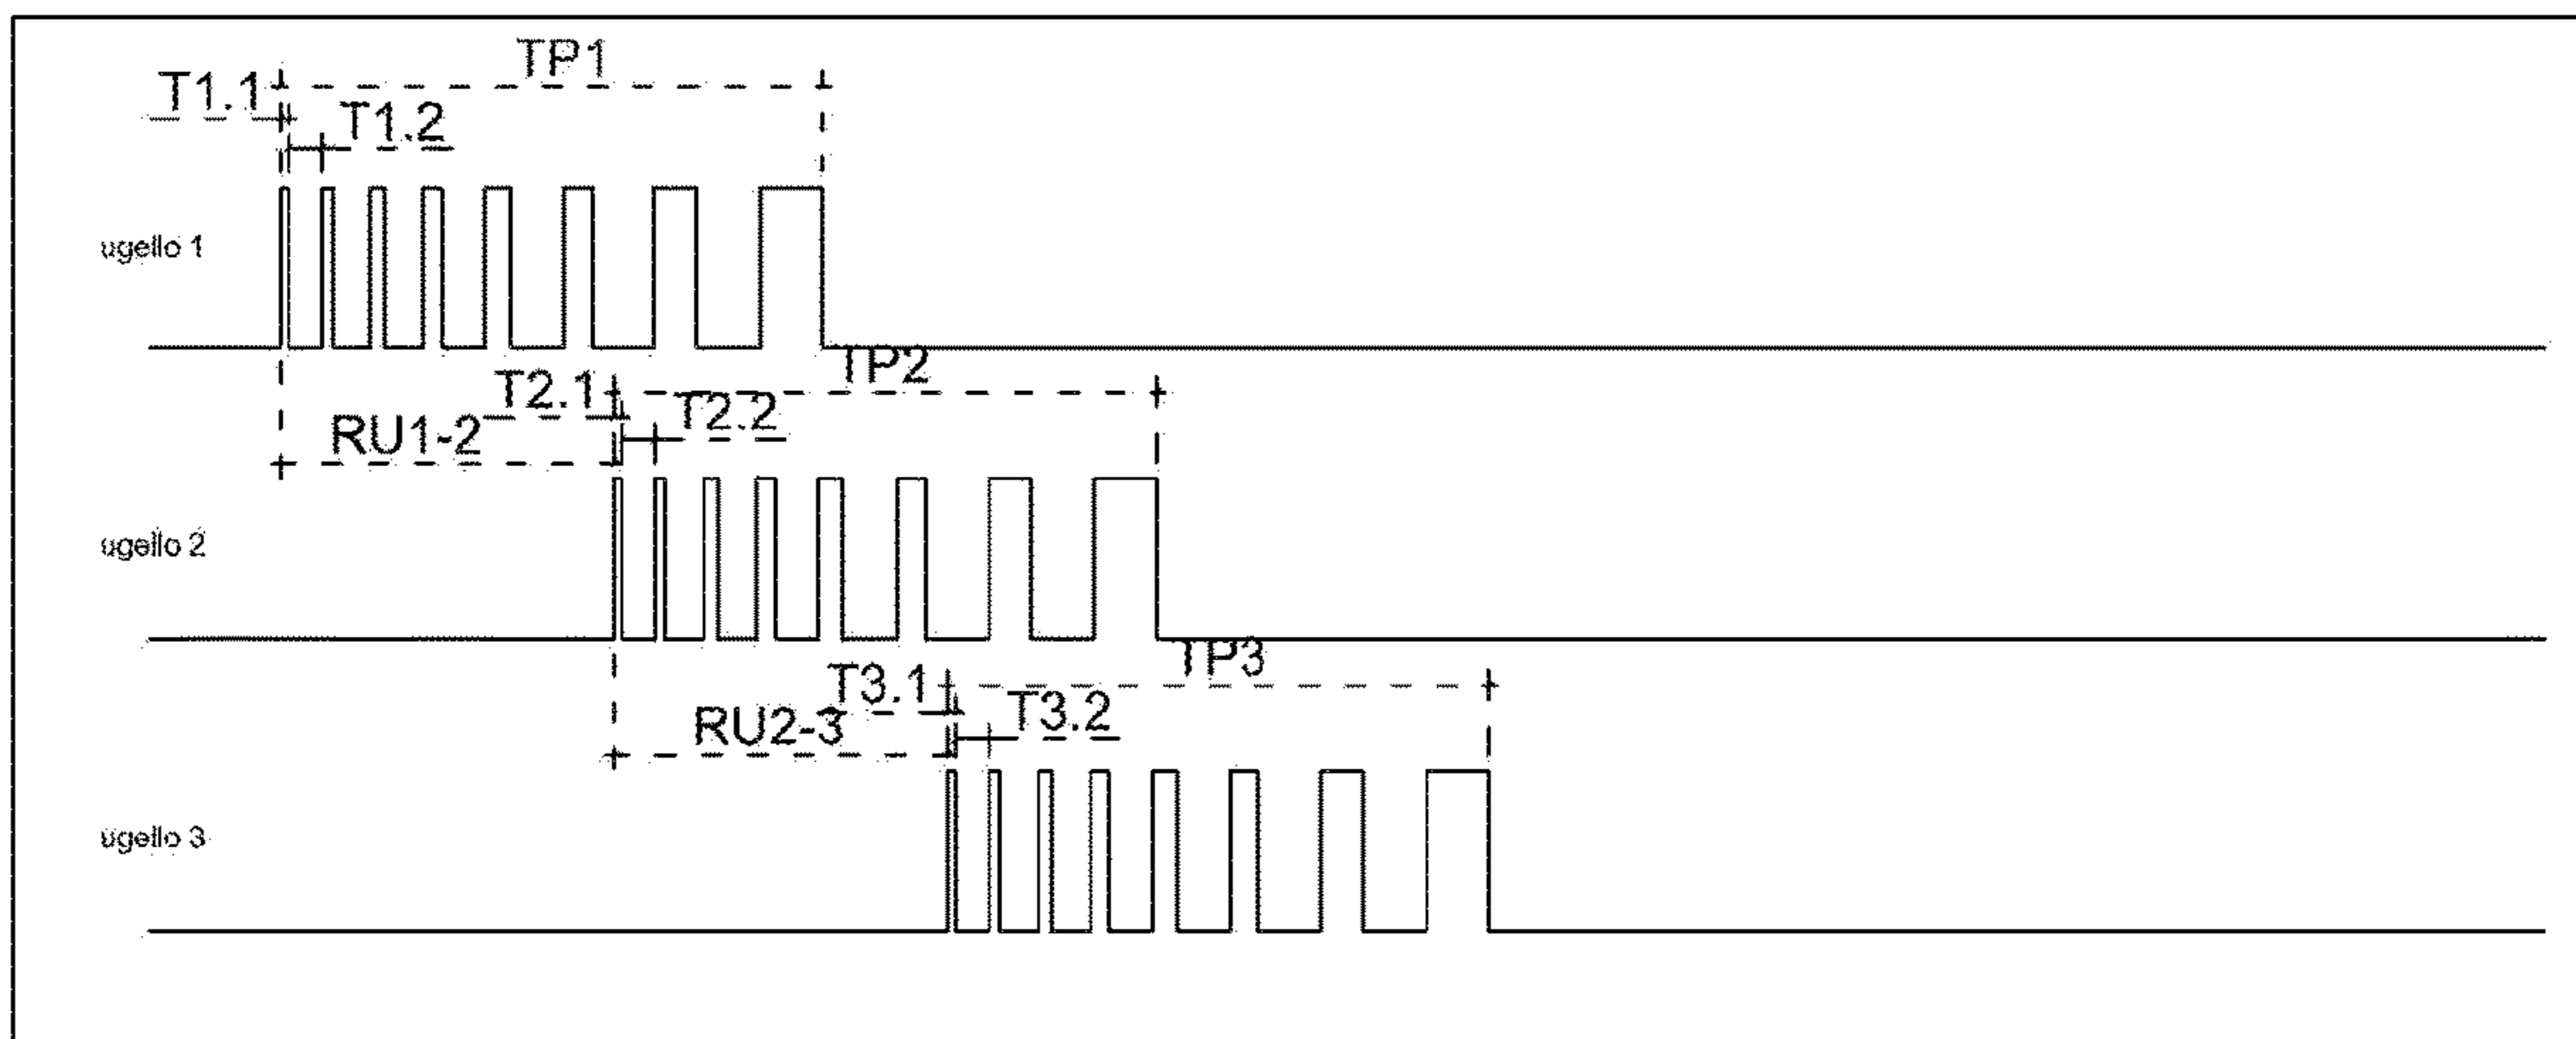 TP1
T1.1
T1.2
ugello 1
TP2
T2.1
T2.2
RU1-2
ugello 2
TP3
T3.1
T3.2
RU2-3
ugello 3